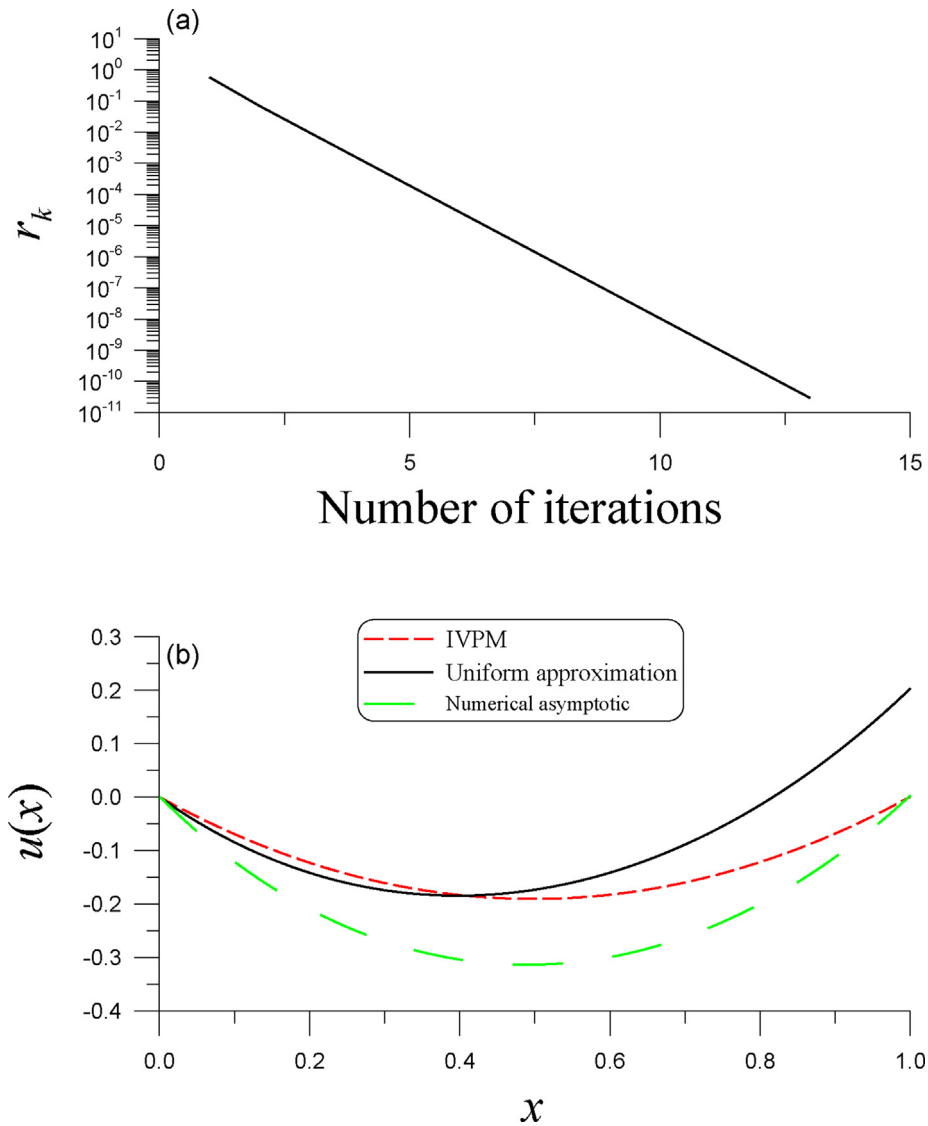 (a)
10^1
10^0
10^-1
10^-2
10^-3
10^-4
10^-5
10^-6
10^-7
10^-8
10^-9
10^-10
10^-11
r_k
0 5 10 15
Number of iterations
(b)
IVPM
Uniform approximation
Numerical asymptotic
0.3
0.2
0.1
0.0
-0.1
-0.2
-0.3
-0.4
u(x)
0.0 0.2 0.4 0.6 0.8 1.0
x